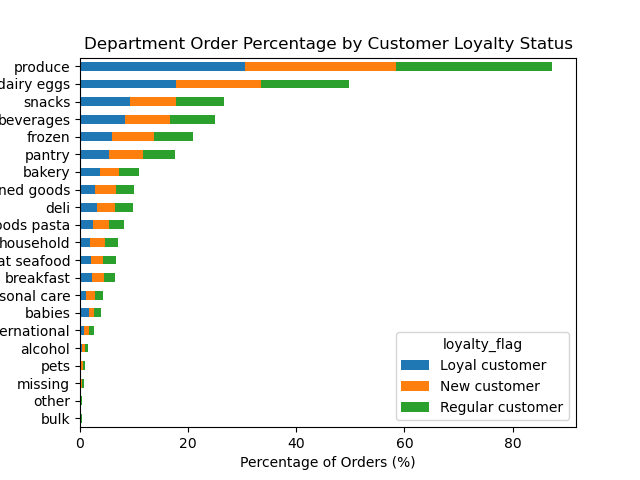 Department Order Percentage by Customer Loyalty Status
produce
dairy eggs
snacks
beverages
frozen
pantry
bakery
ned goods
deli
ods pasta
household
at seafood
breakfast
sonal care
babies
ernational
alcohol
pets
missing
other
bulk
loyalty_flag
Loyal customer
New customer
Regular customer
0 20 40 60 80
Percentage of Orders (%)